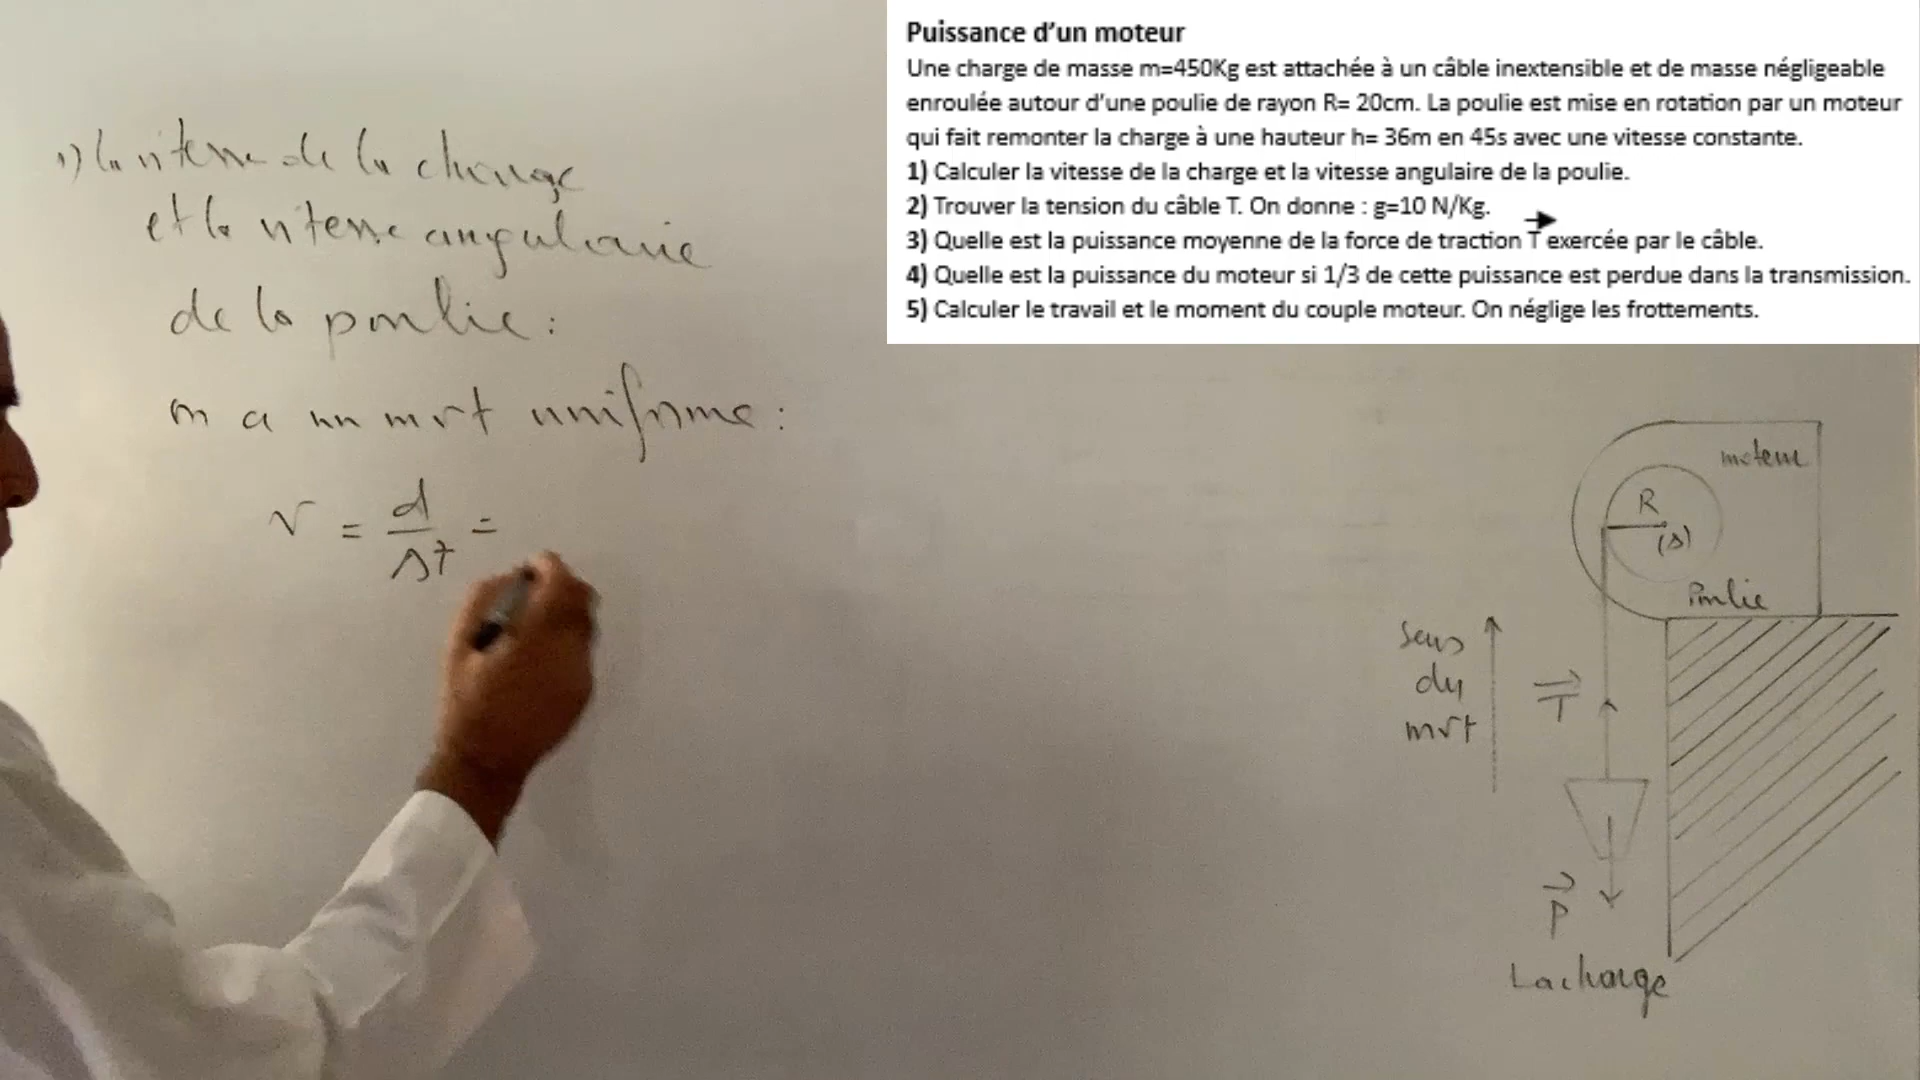 Puissance d'un moteur
Une charge de masse m=450Kg est attachée à un câble inextensible et de masse négligeable
enroulée autour d'une poulie de rayon R= 20cm. La poulie est mise en rotation par un moteur
qui fait remonter la charge à une hauteur h= 36m en 45s avec une vitesse constante.
1) Calculer la vitesse de la charge et la vitesse angulaire de la poulie.
2) Trouver la tension du câble T. On donne : g=10 N/Kg.
3) Quelle est la puissance moyenne de la force de traction T exercée par le câble.
4) Quelle est la puissance du moteur si 1/3 de cette puissance est perdue dans la transmission.
5) Calculer le travail et le moment du couple moteur. On néglige les frottements.
1) la vitesse de la charge
et la vitesse angulaire
de la poulie :
on a un mvt uniforme :
v = d/Δt =
moteur
R
(Δ)
Poulie
sens
du
mvt
T
P
La charge